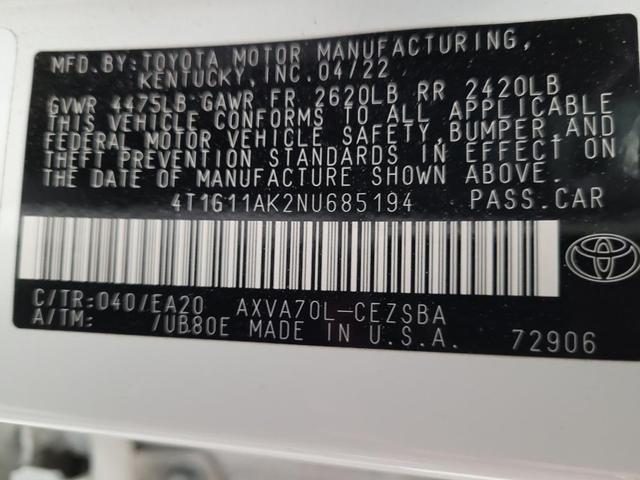 MFD. BY: TOYOTA MOTOR MANUFACTURING,
KENTUCKY, INC. 04/22
GVWR 4475LB GAWR FR 2620LB RR 2420LB
THIS VEHICLE CONFORMS TO ALL APPLICABLE
FEDERAL MOTOR VEHICLE SAFETY, BUMPER, AND
THEFT PREVENTION STANDARDS IN EFFECT ON
THE DATE OF MANUFACTURE SHOWN ABOVE.
4T1G11AK2NU685194 PASS.CAR
C/TR: 040/EA20 AXVA70L-CEZSBA
A/TM: /UB80E MADE IN U.S.A. 72906